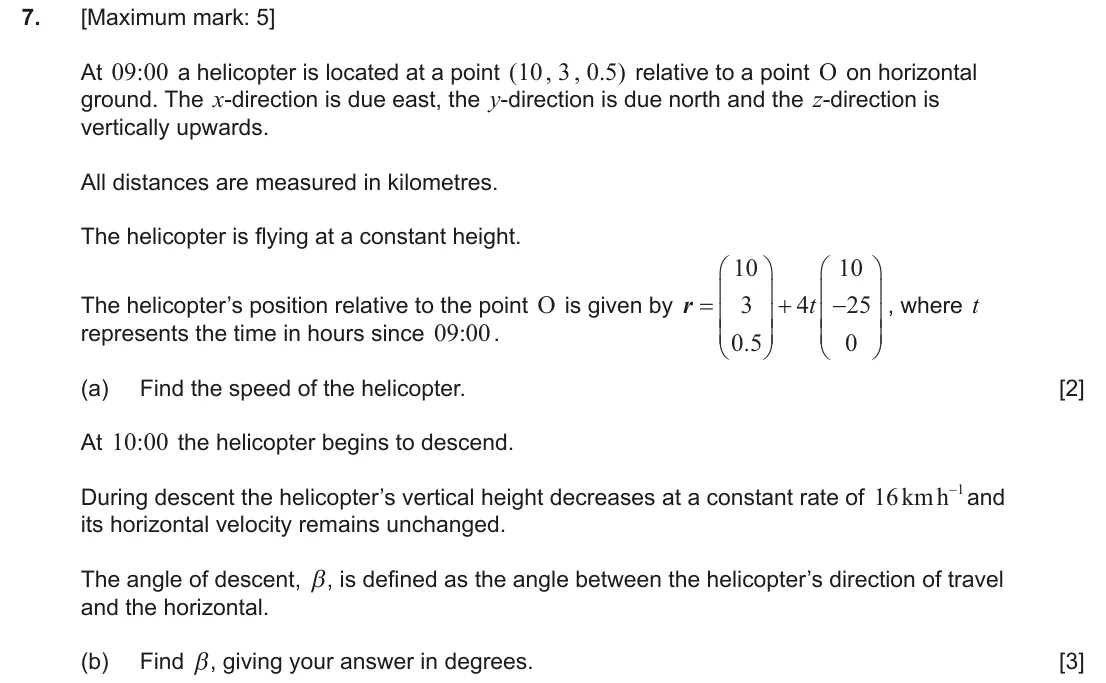 7. [Maximum mark: 5]
At 09:00 a helicopter is located at a point (10, 3, 0.5) relative to a point O on horizontal
ground. The x-direction is due east, the y-direction is due north and the z-direction is
vertically upwards.
All distances are measured in kilometres.
The helicopter is flying at a constant height.
The helicopter's position relative to the point O is given by r = (10 3 0.5) + 4t (10 −25 0), where t
represents the time in hours since 09:00.
(a) Find the speed of the helicopter. [2]
At 10:00 the helicopter begins to descend.
During descent the helicopter's vertical height decreases at a constant rate of 16 km h⁻¹ and
its horizontal velocity remains unchanged.
The angle of descent, β, is defined as the angle between the helicopter's direction of travel
and the horizontal.
(b) Find β, giving your answer in degrees. [3]